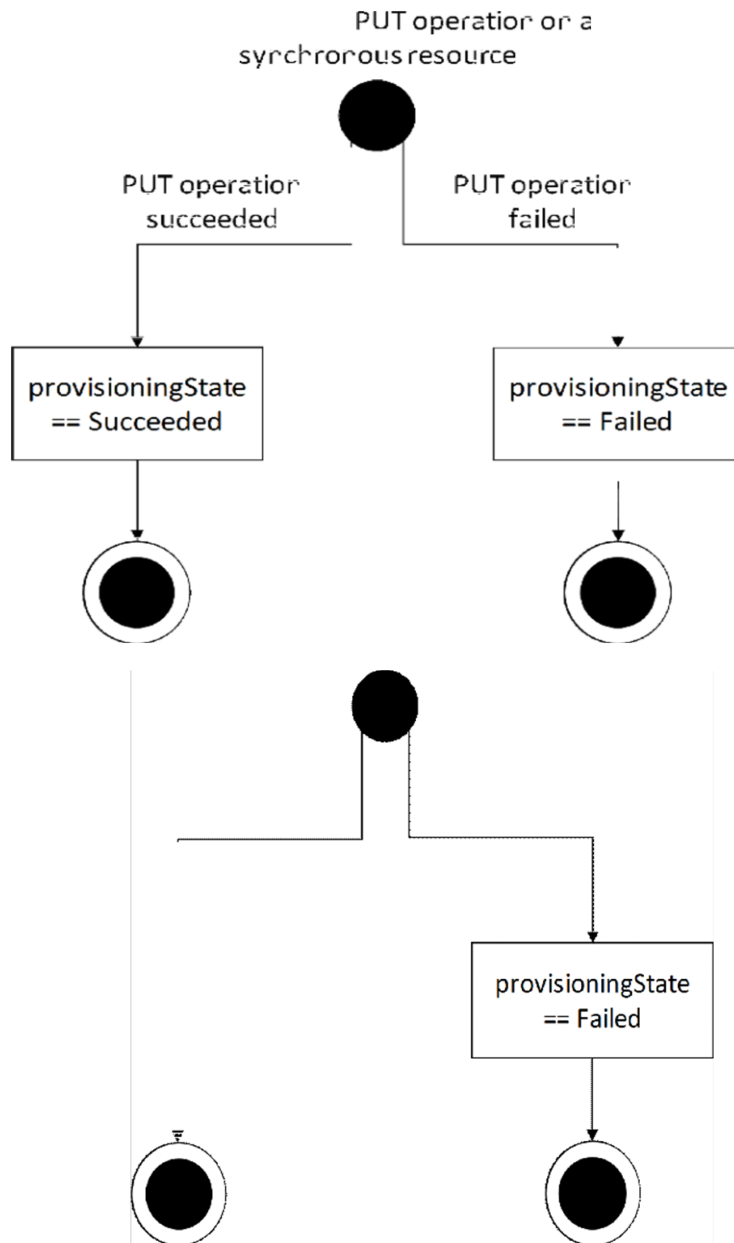 PUT operation on a
synchronous resource
PUT operation
succeeded
PUT operation
failed
provisioningState
== Succeeded
provisioningState
== Failed
provisioningState
== Failed